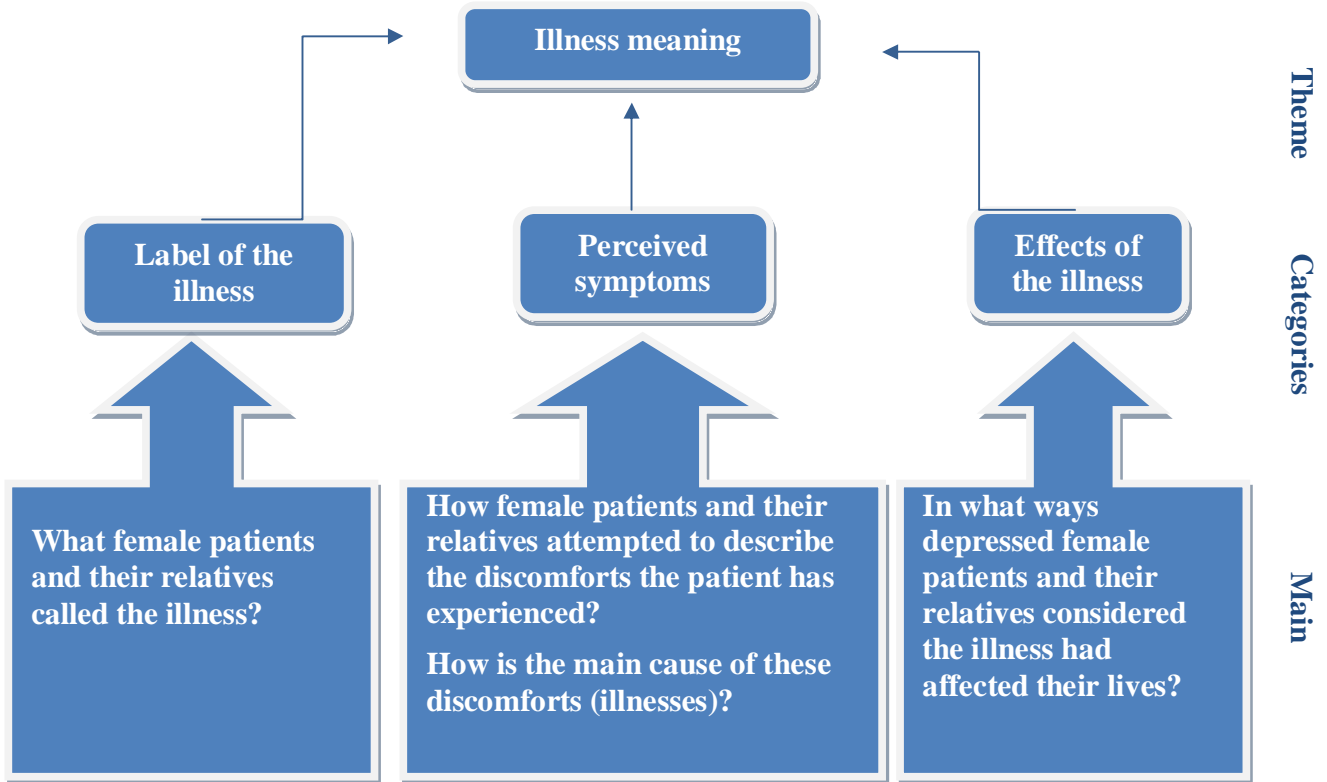 Illness meaning
Theme
Label of the
illness
Perceived
symptoms
Effects of
the illness
Categories
What female patients
and their relatives
called the illness?
How female patients and their
relatives attempted to describe
the discomforts the patient has
experienced?
How is the main cause of these
discomforts (illnesses)?
In what ways
depressed female
patients and their
relatives considered
the illness had
affected their lives?
Main